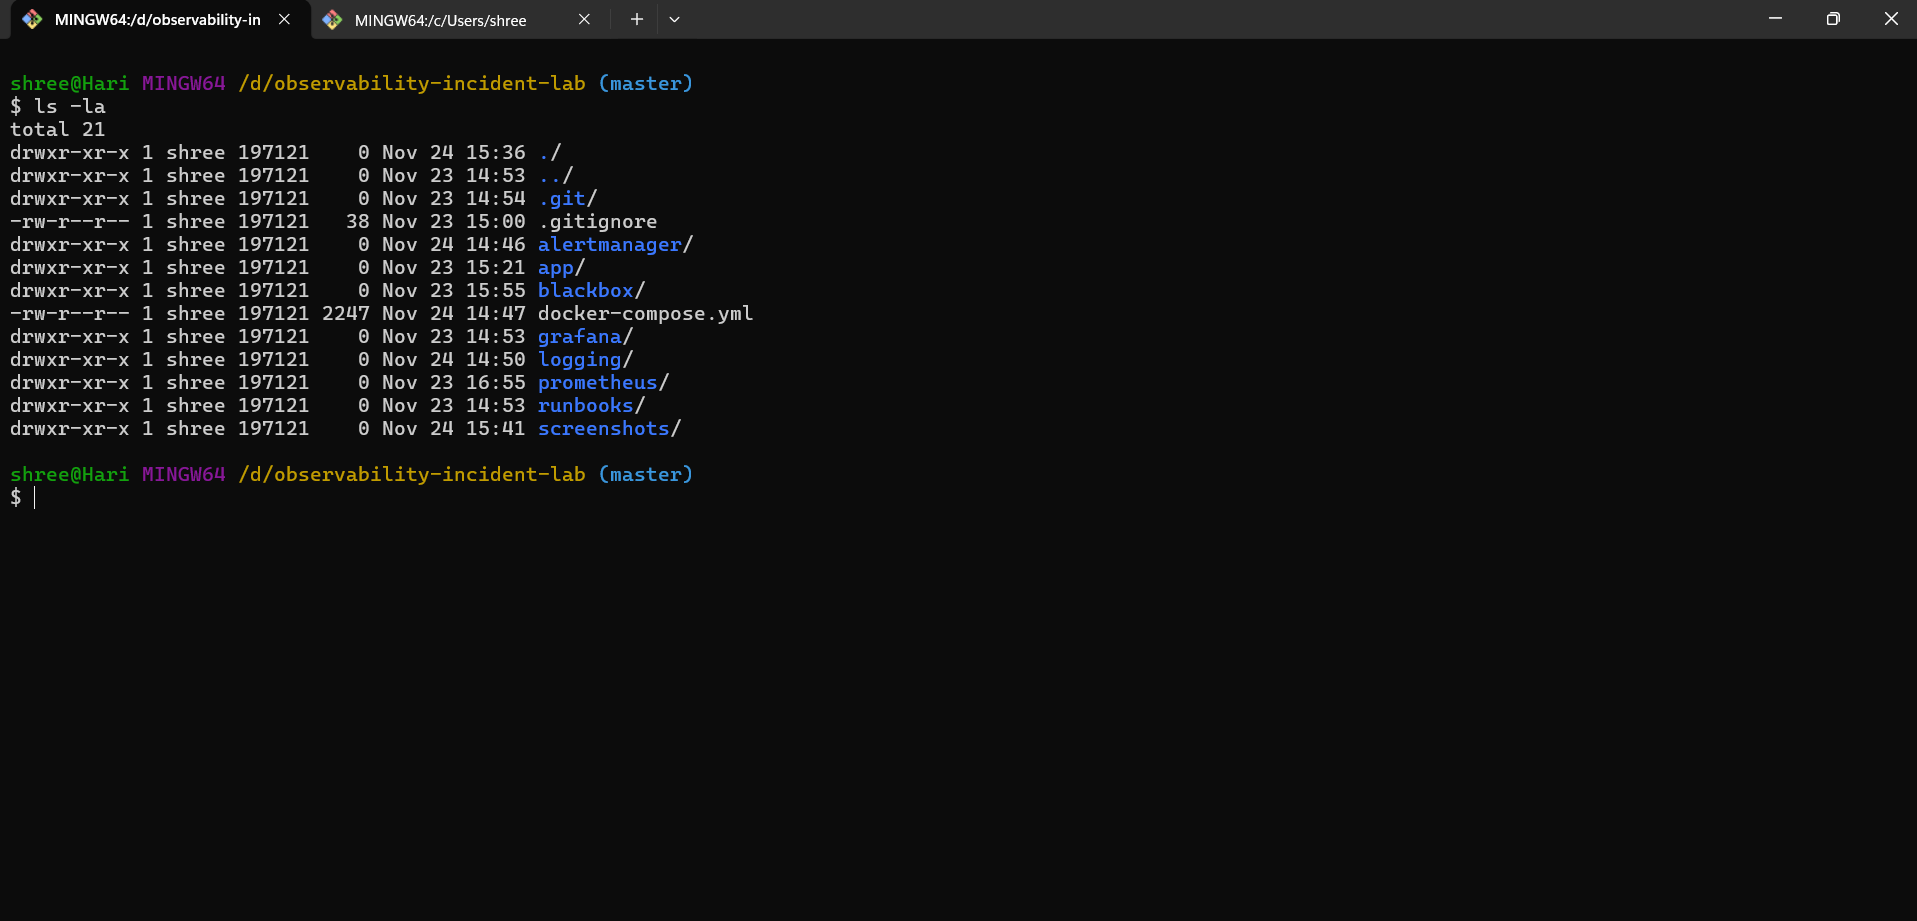 MINGW64:/d/observability-in
MINGW64:/c/Users/shree
shree@Hari MINGW64 /d/observability-incident-lab (master)
$ ls -la
total 21
drwxr-xr-x 1 shree 197121    0 Nov 24 15:36 ./
drwxr-xr-x 1 shree 197121    0 Nov 23 14:53 ../
drwxr-xr-x 1 shree 197121    0 Nov 23 14:54 .git/
-rw-r--r-- 1 shree 197121   38 Nov 23 15:00 .gitignore
drwxr-xr-x 1 shree 197121    0 Nov 24 14:46 alertmanager/
drwxr-xr-x 1 shree 197121    0 Nov 23 15:21 app/
drwxr-xr-x 1 shree 197121    0 Nov 23 15:55 blackbox/
-rw-r--r-- 1 shree 197121 2247 Nov 24 14:47 docker-compose.yml
drwxr-xr-x 1 shree 197121    0 Nov 23 14:53 grafana/
drwxr-xr-x 1 shree 197121    0 Nov 24 14:50 logging/
drwxr-xr-x 1 shree 197121    0 Nov 23 16:55 prometheus/
drwxr-xr-x 1 shree 197121    0 Nov 23 14:53 runbooks/
drwxr-xr-x 1 shree 197121    0 Nov 24 15:41 screenshots/
shree@Hari MINGW64 /d/observability-incident-lab (master)
$